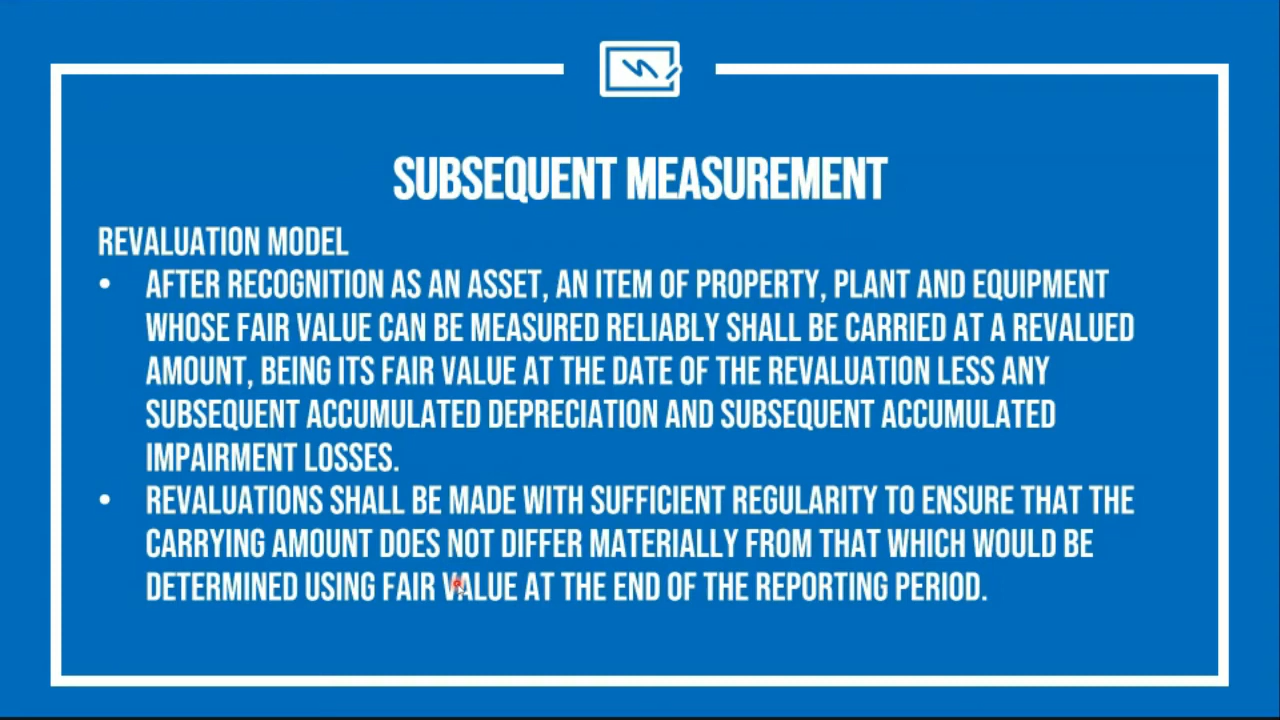 SUBSEQUENT MEASUREMENT
REVALUATION MODEL
• AFTER RECOGNITION AS AN ASSET, AN ITEM OF PROPERTY, PLANT AND EQUIPMENT
WHOSE FAIR VALUE CAN BE MEASURED RELIABLY SHALL BE CARRIED AT A REVALUED
AMOUNT, BEING ITS FAIR VALUE AT THE DATE OF THE REVALUATION LESS ANY
SUBSEQUENT ACCUMULATED DEPRECIATION AND SUBSEQUENT ACCUMULATED
IMPAIRMENT LOSSES.
• REVALUATIONS SHALL BE MADE WITH SUFFICIENT REGULARITY TO ENSURE THAT THE
CARRYING AMOUNT DOES NOT DIFFER MATERIALLY FROM THAT WHICH WOULD BE
DETERMINED USING FAIR VALUE AT THE END OF THE REPORTING PERIOD.